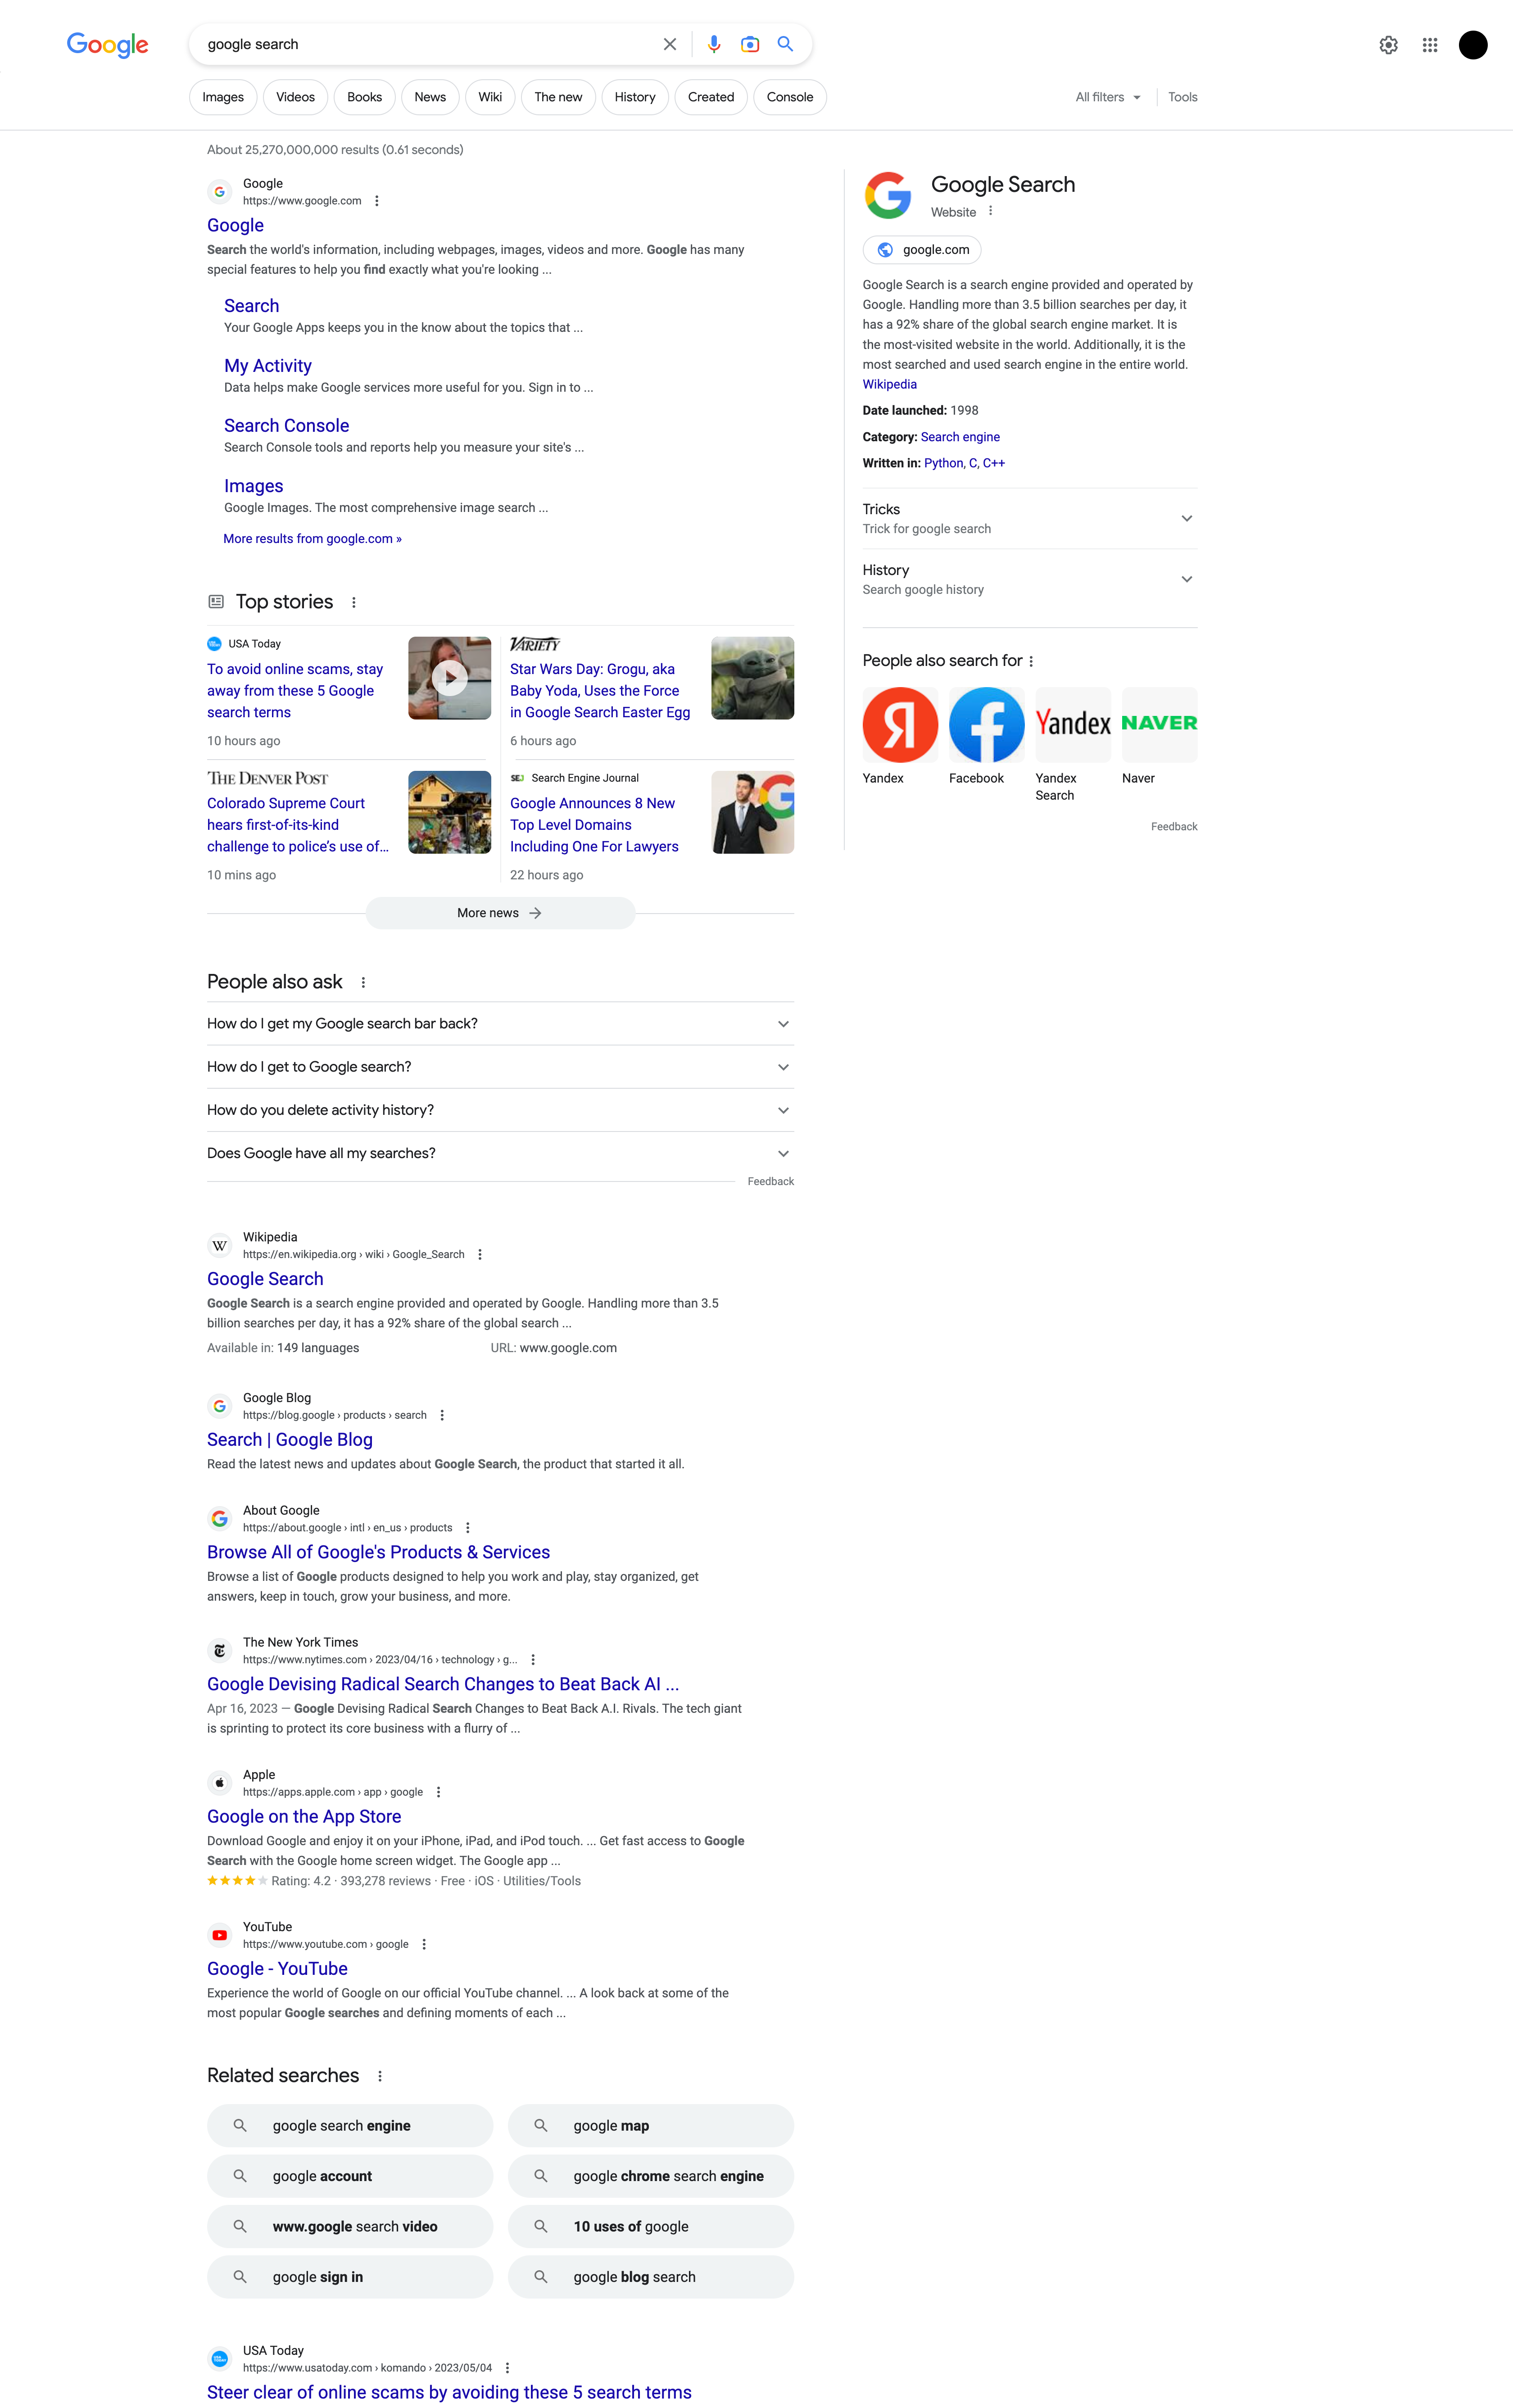 Google
google search
Images
Videos
Books
News
Wiki
The new
History
Created
Console
All filters
Tools
About 25,270,000,000 results (0.61 seconds)
Google
https://www.google.com
Google
Search the world's information, including webpages, images, videos and more. Google has many
special features to help you find exactly what you're looking ...
Search
Your Google Apps keeps you in the know about the topics that ...
My Activity
Data helps make Google services more useful for you. Sign in to ...
Search Console
Search Console tools and reports help you measure your site's ...
Images
Google Images. The most comprehensive image search ...
More results from google.com »
Top stories
USA Today
To avoid online scams, stay
away from these 5 Google
search terms
10 hours ago
VARIETY
Star Wars Day: Grogu, aka
Baby Yoda, Uses the Force
in Google Search Easter Egg
6 hours ago
THE DENVER POST
Colorado Supreme Court
hears first-of-its-kind
challenge to police’s use of…
10 mins ago
SEJ Search Engine Journal
Google Announces 8 New
Top Level Domains
Including One For Lawyers
22 hours ago
More news
People also ask
How do I get my Google search bar back?
How do I get to Google search?
How do you delete activity history?
Does Google have all my searches?
Feedback
W
Wikipedia
https://en.wikipedia.org › wiki › Google_Search
Google Search
Google Search is a search engine provided and operated by Google. Handling more than 3.5
billion searches per day, it has a 92% share of the global search ...
Available in: 149 languages
URL: www.google.com
Google Blog
https://blog.google › products › search
Search | Google Blog
Read the latest news and updates about Google Search, the product that started it all.
About Google
https://about.google › intl › en_us › products
Browse All of Google's Products & Services
Browse a list of Google products designed to help you work and play, stay organized, get
answers, keep in touch, grow your business, and more.
The New York Times
https://www.nytimes.com › 2023/04/16 › technology › g...
Google Devising Radical Search Changes to Beat Back AI ...
Apr 16, 2023 — Google Devising Radical Search Changes to Beat Back A.I. Rivals. The tech giant
is sprinting to protect its core business with a flurry of ...
Apple
https://apps.apple.com › app › google
Google on the App Store
Download Google and enjoy it on your iPhone, iPad, and iPod touch. ... Get fast access to Google
Search with the Google home screen widget. The Google app ...
Rating: 4.2 · 393,278 reviews · Free · iOS · Utilities/Tools
YouTube
https://www.youtube.com › google
Google - YouTube
Experience the world of Google on our official YouTube channel. ... A look back at some of the
most popular Google searches and defining moments of each ...
Related searches
google search engine
google map
google account
google chrome search engine
www.google search video
10 uses of google
google sign in
google blog search
USA Today
https://www.usatoday.com › komando › 2023/05/04
Steer clear of online scams by avoiding these 5 search terms
Google Search
Website
google.com
Google Search is a search engine provided and operated by
Google. Handling more than 3.5 billion searches per day, it
has a 92% share of the global search engine market. It is
the most-visited website in the world. Additionally, it is the
most searched and used search engine in the entire world.
Wikipedia
Date launched: 1998
Category: Search engine
Written in: Python, C, C++
Tricks
Trick for google search
History
Search google history
People also search for
Я
Yandex
Facebook
Yandex
Yandex
Search
NAVER
Naver
Feedback